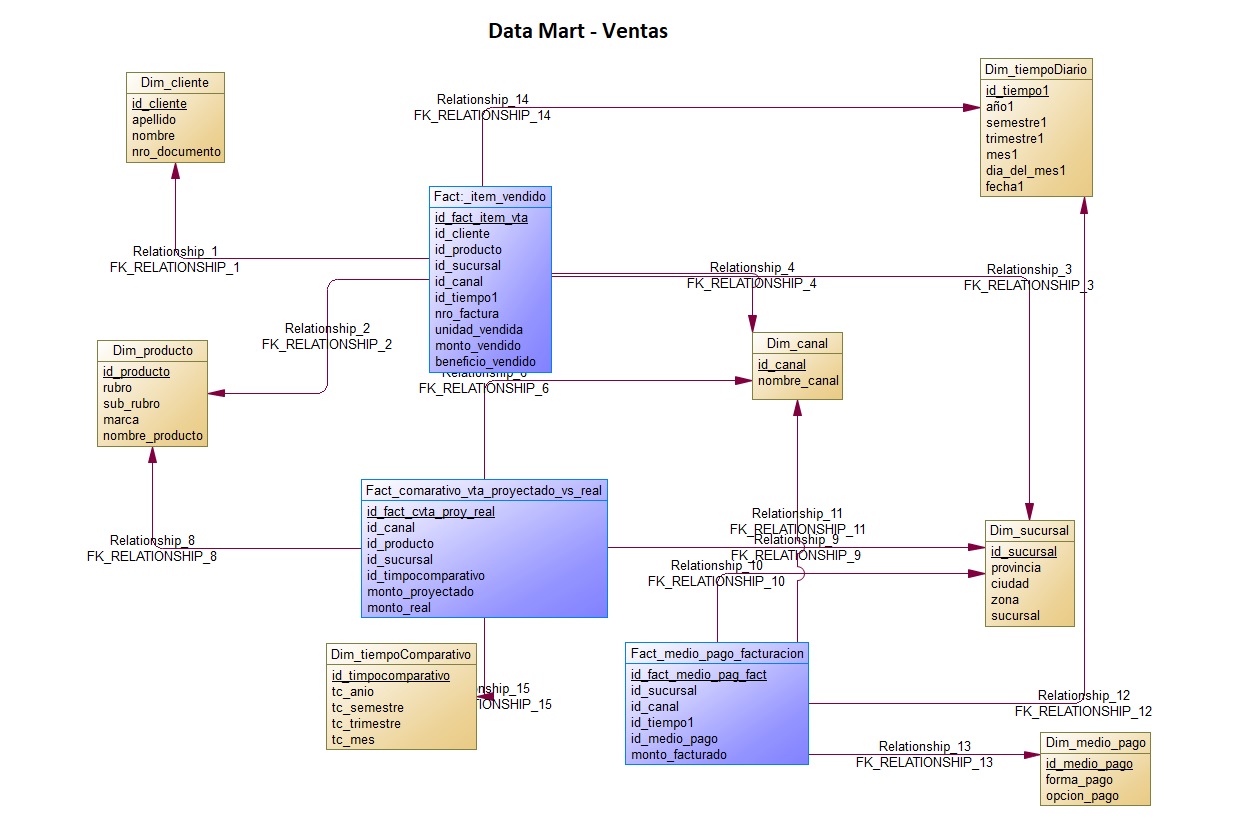 Data Mart - Ventas
Dim_cliente
id_cliente
apellido
nombre
nro_documento
Relationship_14
FK_RELATIONSHIP_14
Dim_tiempoDiario
id_tiempo1
año1
semestre1
trimestre1
mes1
dia_del_mes1
fecha1
Fact:_item_vendido
id_fact_item_vta
id_cliente
id_producto
id_sucursal
id_canal
id_tiempo1
nro_factura
unidad_vendida
monto_vendido
beneficio_vendido
Relationship_1
FK_RELATIONSHIP_1
Relationship_4
FK_RELATIONSHIP_4
Relationship_3
FK_RELATIONSHIP_3
Relationship_2
FK_RELATIONSHIP_2
Dim_producto
id_producto
rubro
sub_rubro
marca
nombre_producto
Dim_canal
id_canal
nombre_canal
Relationship_6
FK_RELATIONSHIP_6
Fact_comarativo_vta_proyectado_vs_real
id_fact_cvta_proy_real
id_canal
id_producto
id_sucursal
id_timpocomparativo
monto_proyectado
monto_real
Relationship_8
FK_RELATIONSHIP_8
Relationship_11
FK_RELATIONSHIP_11
Relationship_9
FK_RELATIONSHIP_9
Relationship_10
FK_RELATIONSHIP_10
Dim_sucursal
id_sucursal
provincia
ciudad
zona
sucursal
Dim_tiempoComparativo
id_timpocomparativo
tc_anio
tc_semestre
tc_trimestre
tc_mes
nship_15
IONSHIP_15
Fact_medio_pago_facturacion
id_fact_medio_pag_fact
id_sucursal
id_canal
id_tiempo1
id_medio_pago
monto_facturado
Relationship_12
FK_RELATIONSHIP_12
Relationship_13
FK_RELATIONSHIP_13
Dim_medio_pago
id_medio_pago
forma_pago
opcion_pago